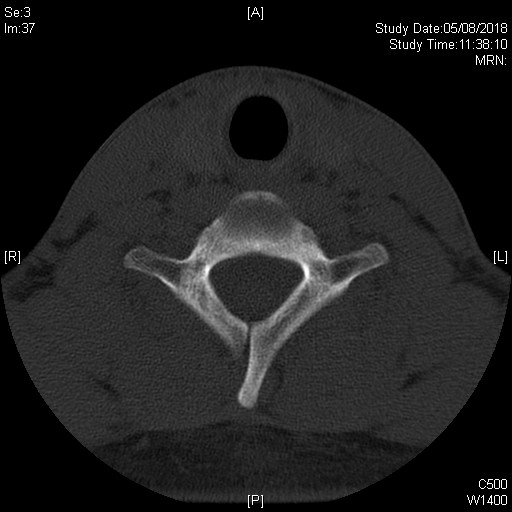 Se:3
Im:37
[A]
Study Date:05/08/2018
Study Time:11:38:10
MRN:
[R]
[L]
[P]
C500
W1400